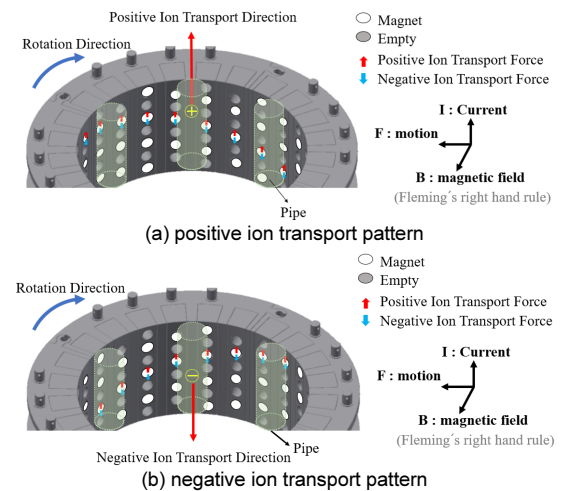 Positive Ion Transport Direction
Rotation Direction
Magnet
Empty
Positive Ion Transport Force
Negative Ion Transport Force
I : Current
F : motion
B : magnetic field
(Fleming´s right hand rule)
+
Pipe
(a) positive ion transport pattern
Rotation Direction
Magnet
Empty
Positive Ion Transport Force
Negative Ion Transport Force
I : Current
F : motion
B : magnetic field
(Fleming´s right hand rule)
−
Pipe
Negative Ion Transport Direction
(b) negative ion transport pattern